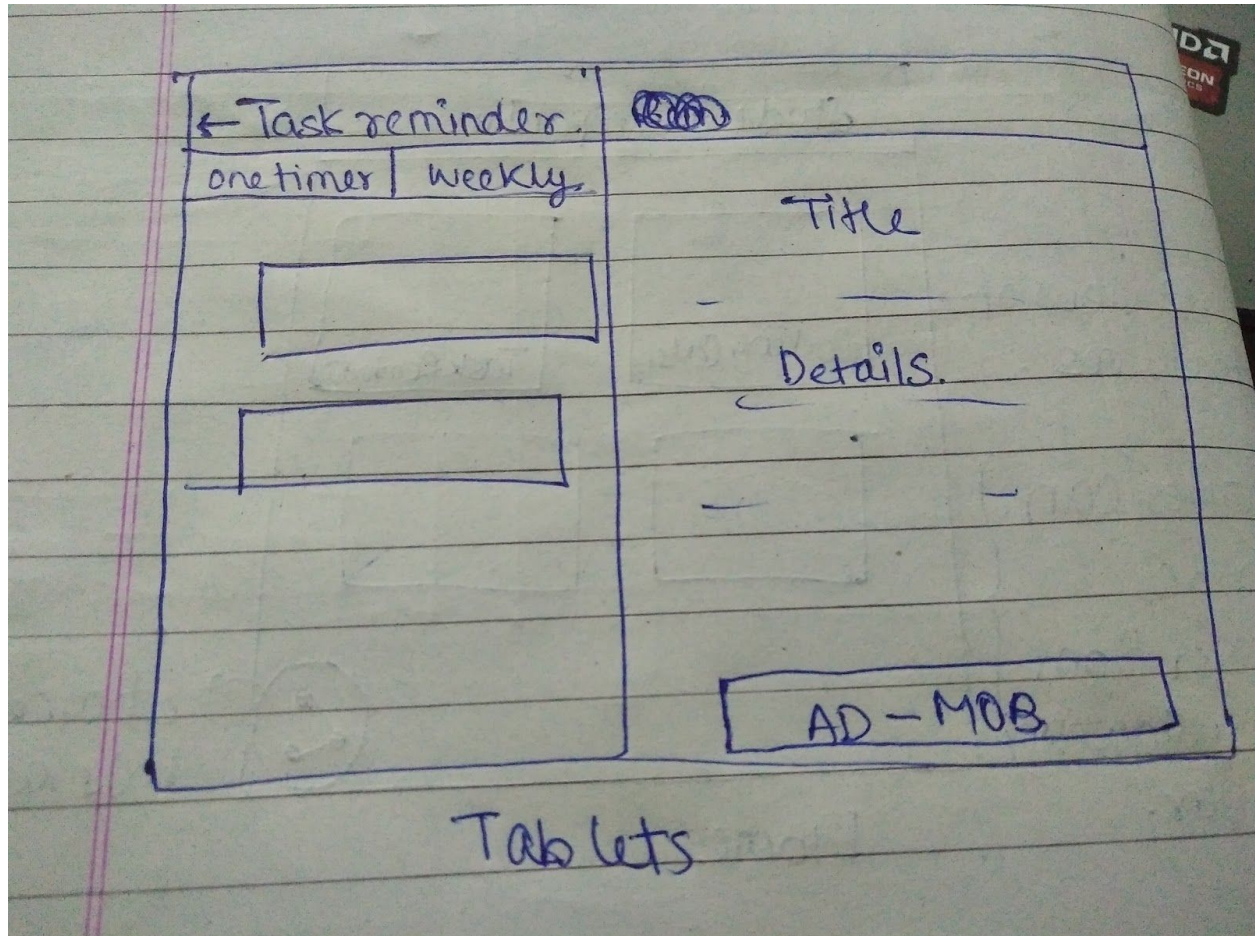 ← Task reminder.
one timer | weekly.
Title
Details.
AD - MOB
Tablets